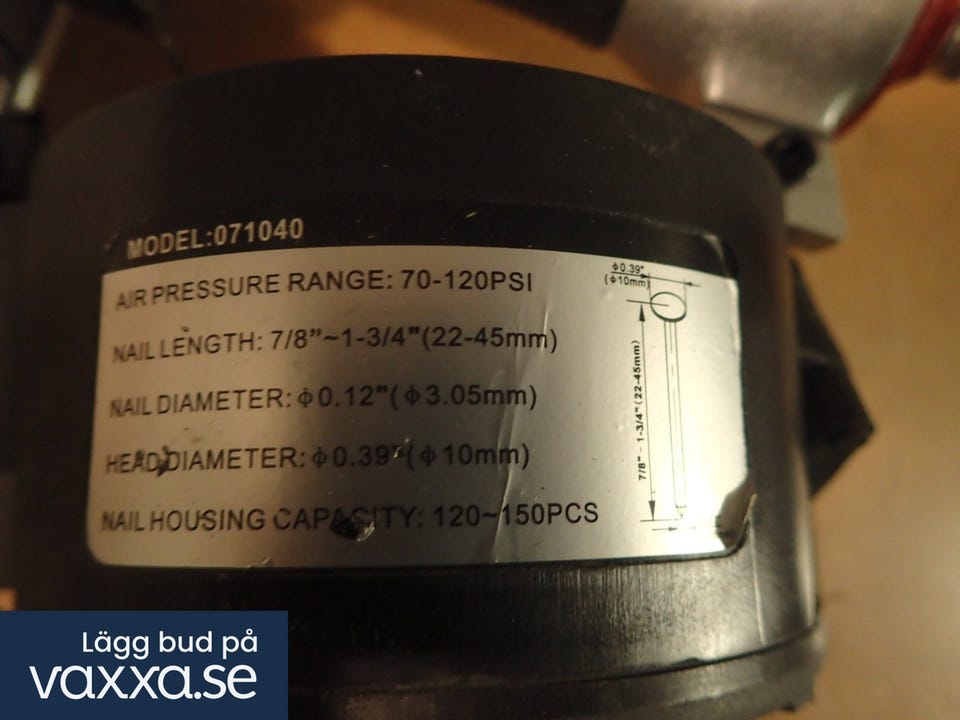 MODEL:071040
AIR PRESSURE RANGE: 70-120PSI
NAIL LENGTH: 7/8"~1-3/4"(22-45mm)
NAIL DIAMETER: ϕ0.12"(ϕ3.05mm)
HEAD DIAMETER: ϕ0.39"(ϕ10mm)
NAIL HOUSING CAPACITY: 120~150PCS
ϕ0.39"
(ϕ10mm)
7/8" - 1-3/4" (22-45mm)
Lägg bud på
vaxxa.se